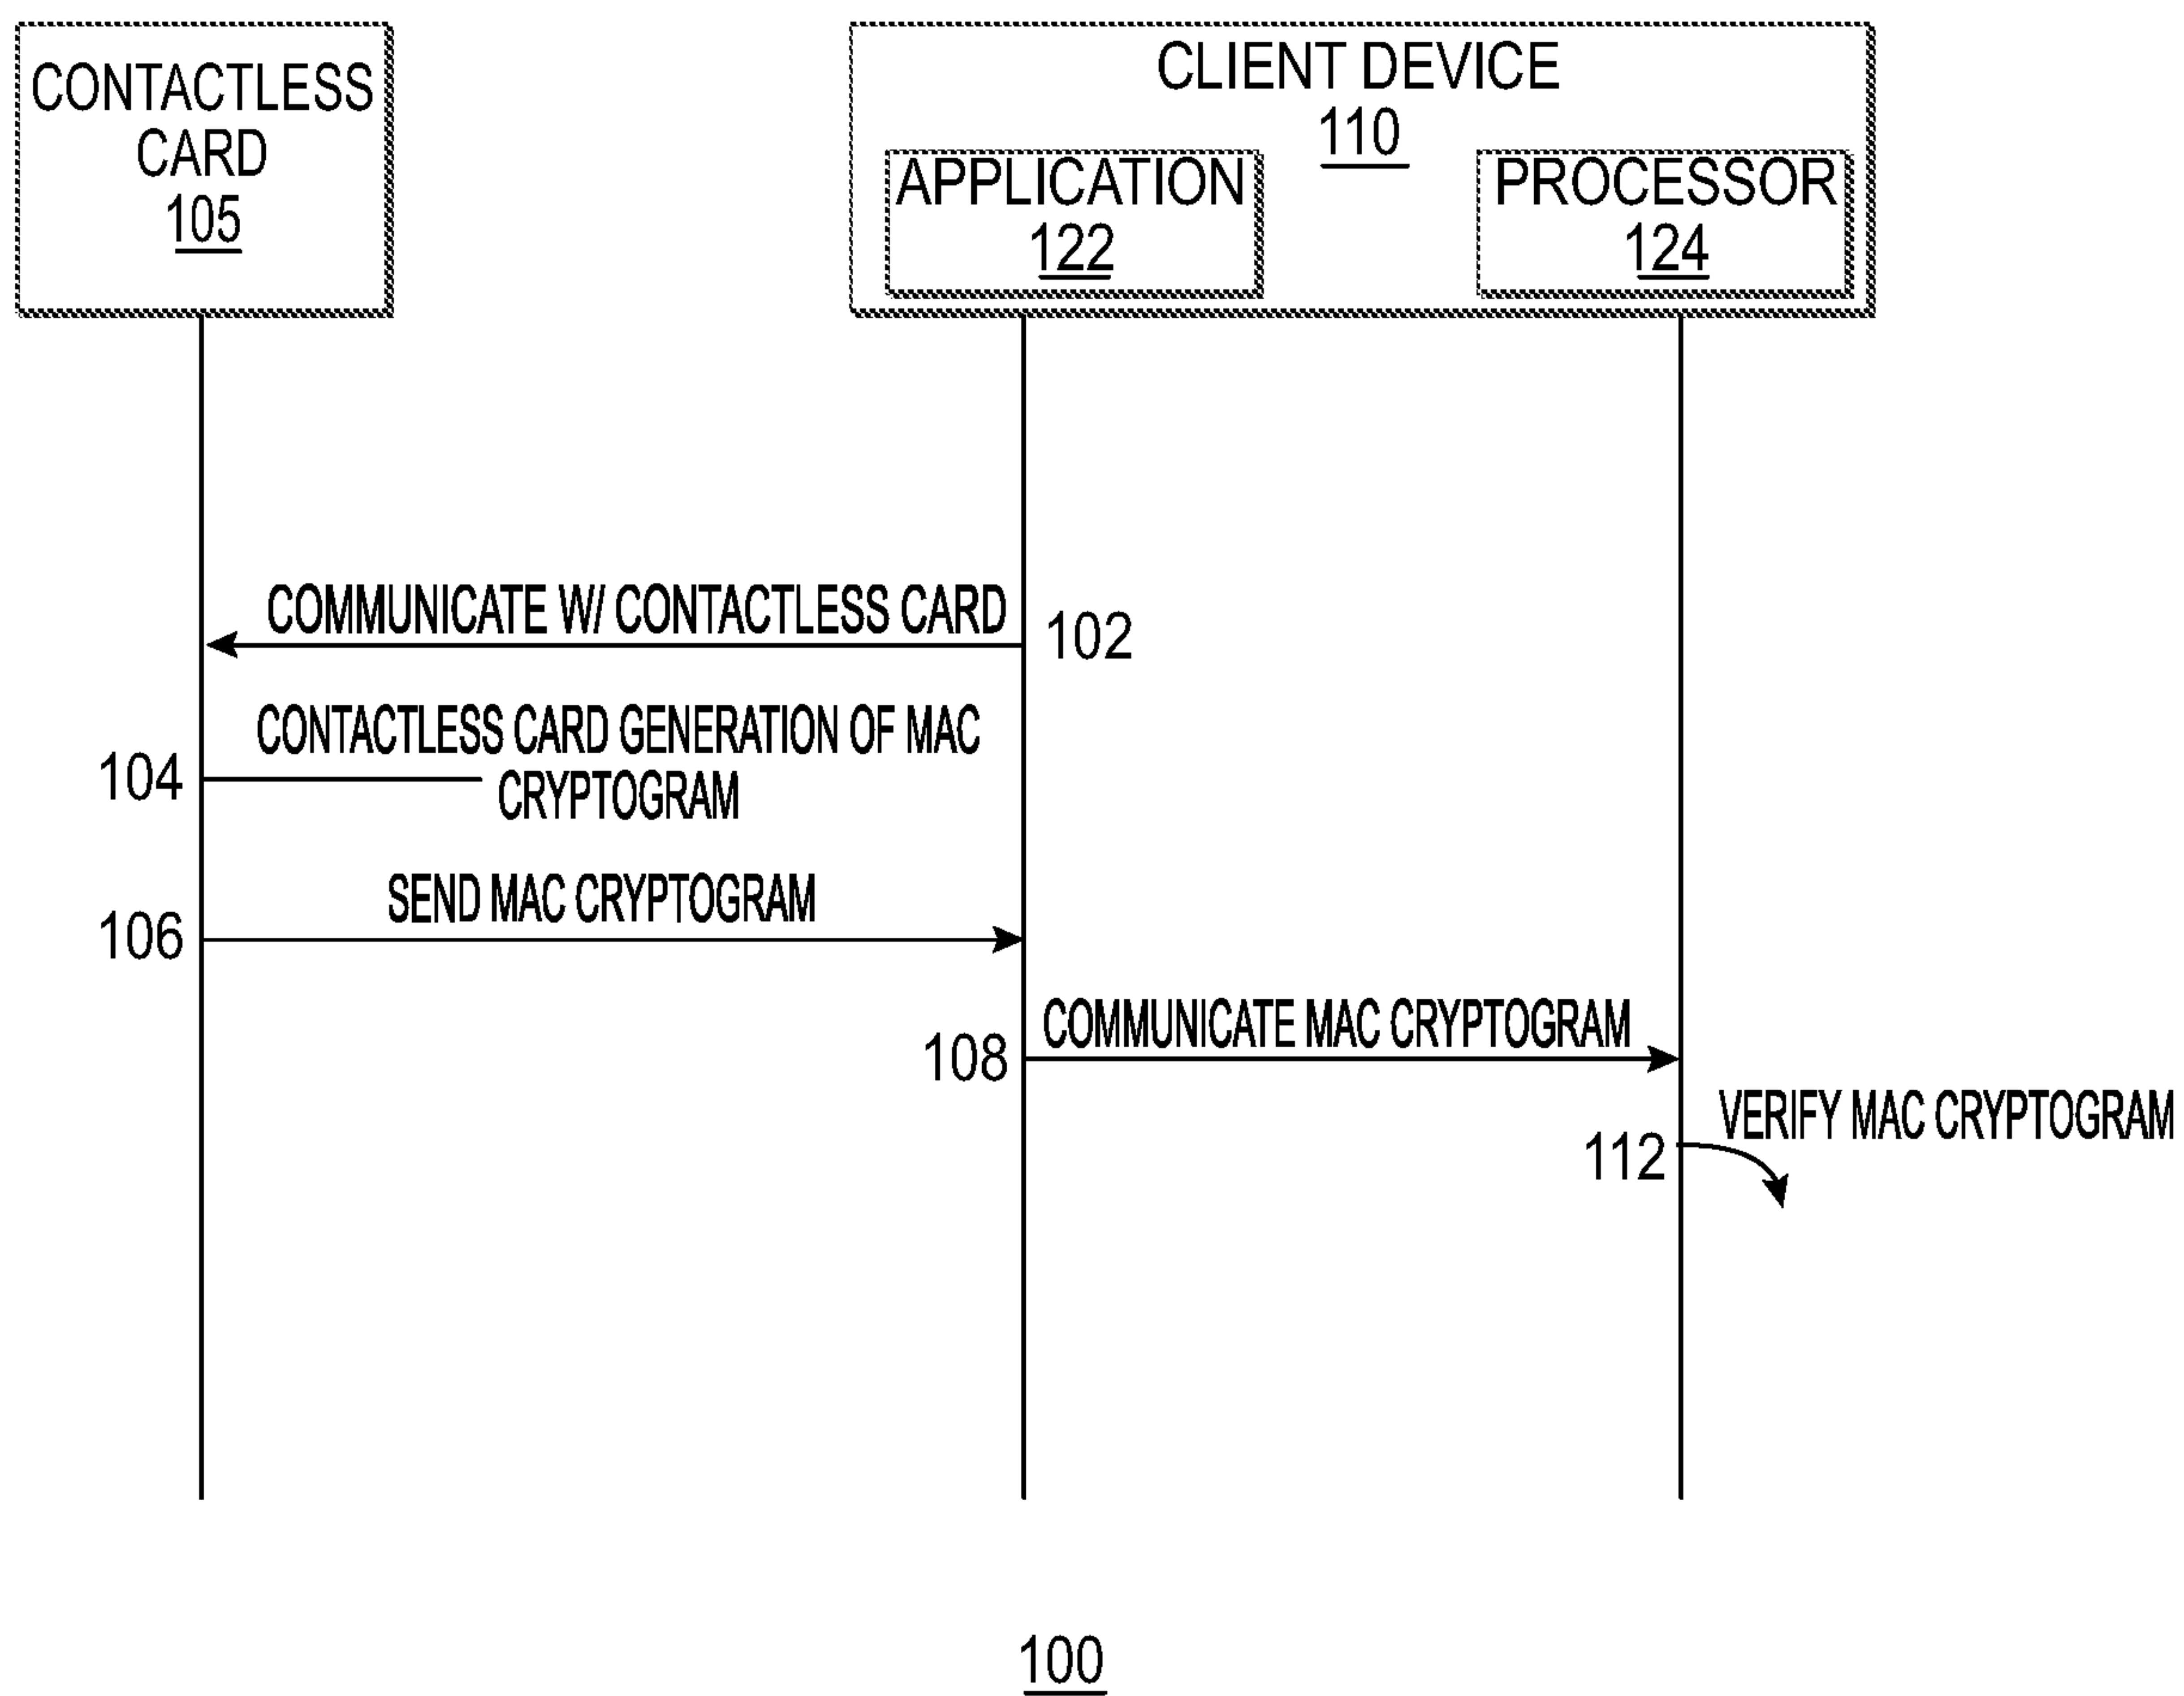 CONTACTLESS
CARD
105
CLIENT DEVICE
110
APPLICATION
122
PROCESSOR
124
COMMUNICATE W/ CONTACTLESS CARD
102
CONTACTLESS CARD GENERATION OF MAC
104
CRYPTOGRAM
SEND MAC CRYPTOGRAM
106
COMMUNICATE MAC CRYPTOGRAM
108
VERIFY MAC CRYPTOGRAM
112
100